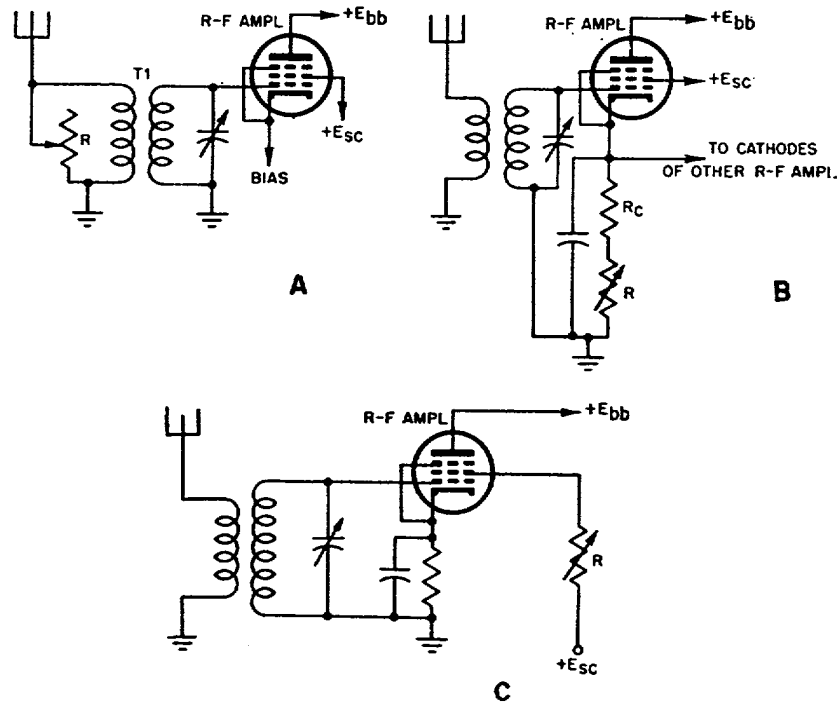 R-F AMPL
+Ebb
T1
R
+Esc
BIAS
A
R-F AMPL
+Ebb
+Esc
TO CATHODES
OF OTHER R-F AMPL.
RC
R
B
R-F AMPL
+Ebb
R
+Esc
C